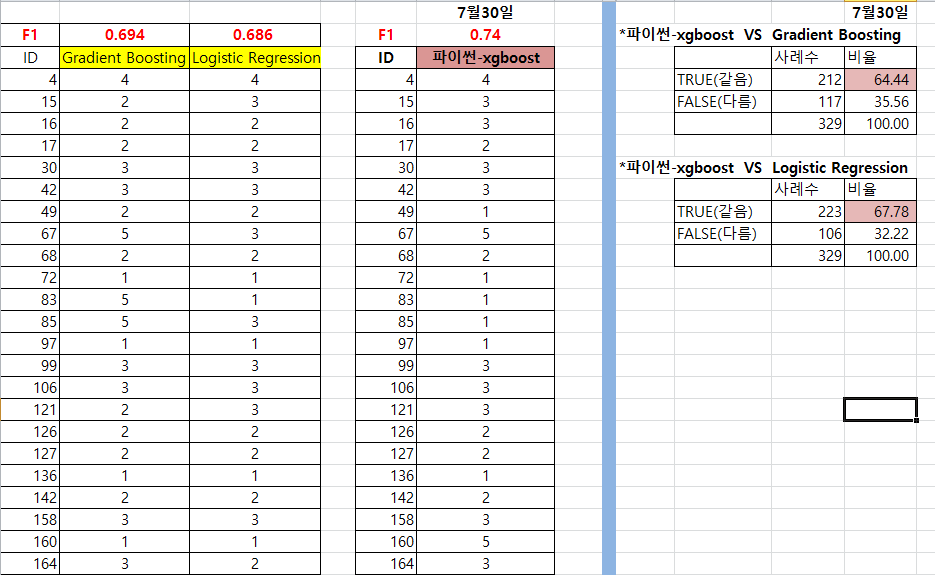 7월30일 7월30일
F1 0.694 0.686 F1 0.74 *파이썬-xgboost VS Gradient Boosting
ID Gradient Boosting Logistic Regression ID 파이썬-xgboost 사례수 비율
4 4 4 4 4 TRUE(같음) 212 64.44
15 2 3 15 3 FALSE(다름) 117 35.56
16 2 2 16 3 329 100.00
17 2 2 17 2
30 3 3 30 3 *파이썬-xgboost VS Logistic Regression
42 3 3 42 3 사례수 비율
49 2 2 49 1 TRUE(같음) 223 67.78
67 5 3 67 5 FALSE(다름) 106 32.22
68 2 2 68 2 329 100.00
72 1 1 72 1
83 5 1 83 1
85 5 3 85 1
97 1 1 97 1
99 3 3 99 3
106 3 3 106 3
121 2 3 121 3
126 2 2 126 2
127 2 2 127 2
136 1 1 136 1
142 2 2 142 2
158 3 3 158 3
160 1 1 160 5
164 3 2 164 3